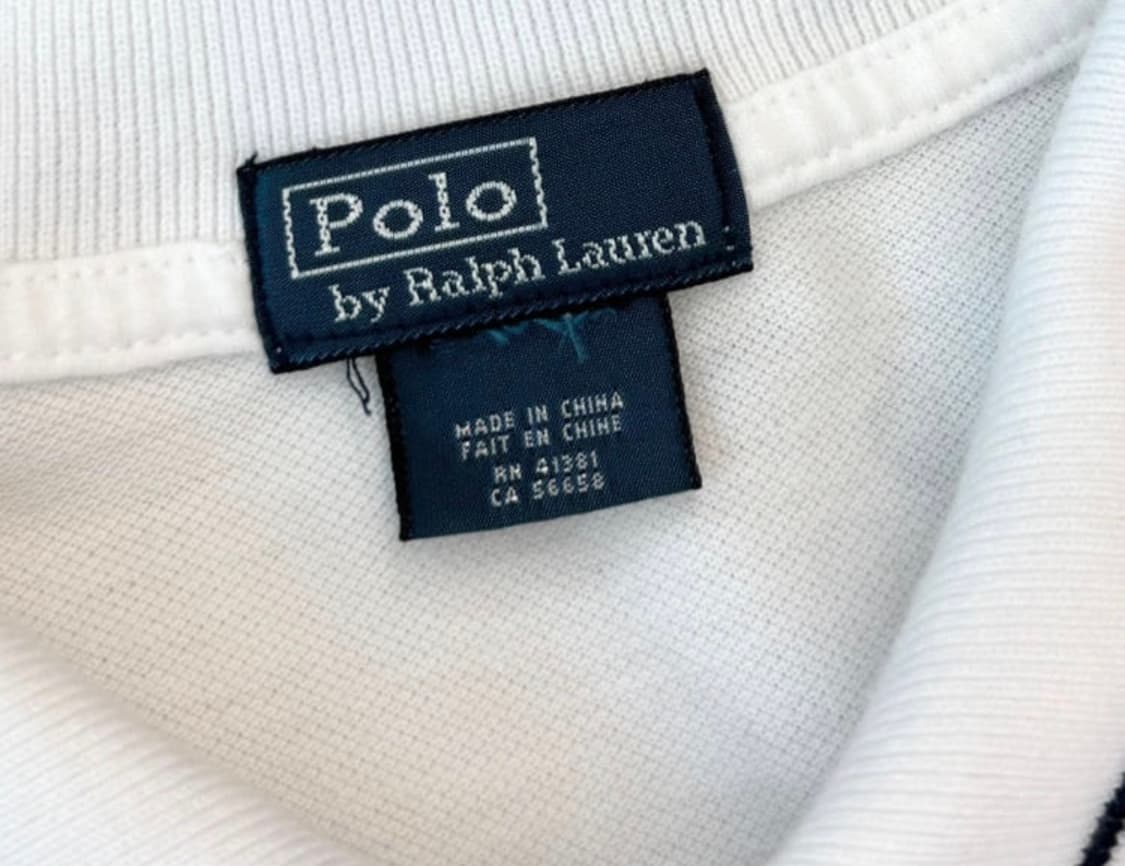 Polo
by Ralph Lauren
MADE IN CHINA
FAIT EN CHINE
RN 41381
CA 56658